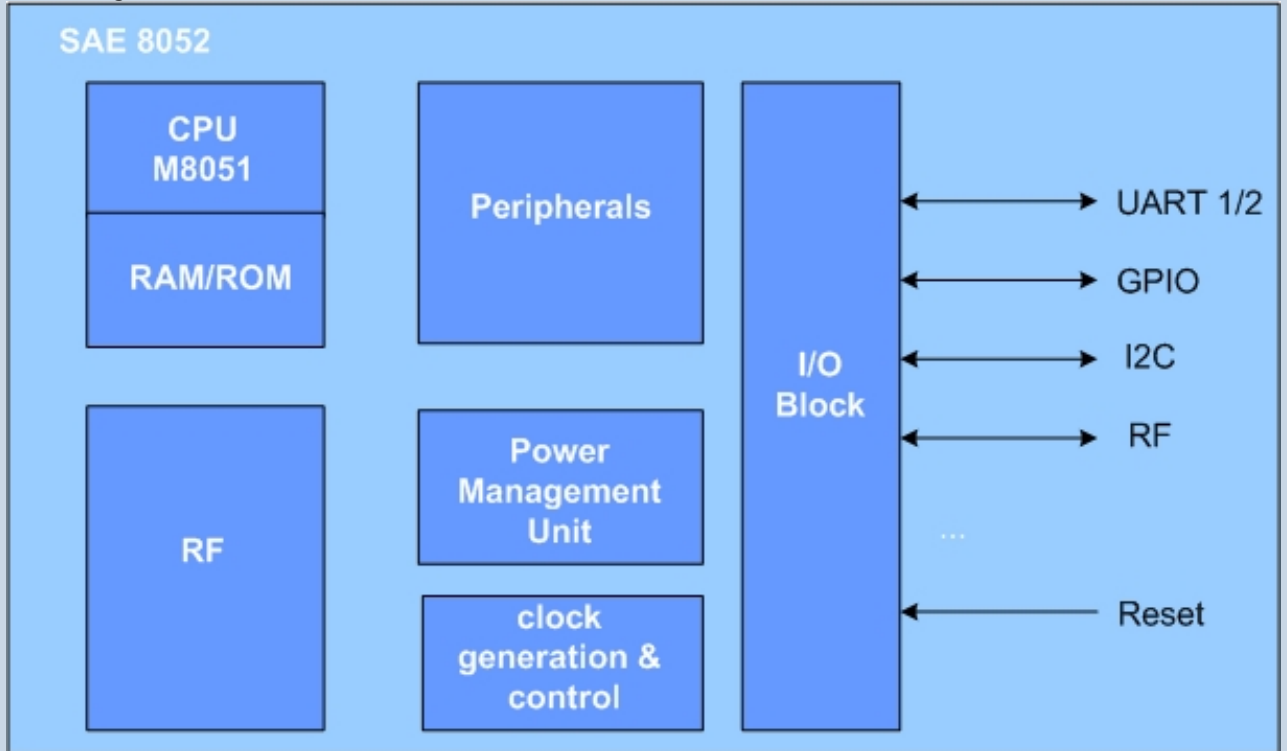 SAE 8052
CPU
M8051
RAM/ROM
RF
Peripherals
Power
Management
Unit
clock
generation &
control
I/O
Block
UART 1/2
GPIO
I2C
RF
...
Reset